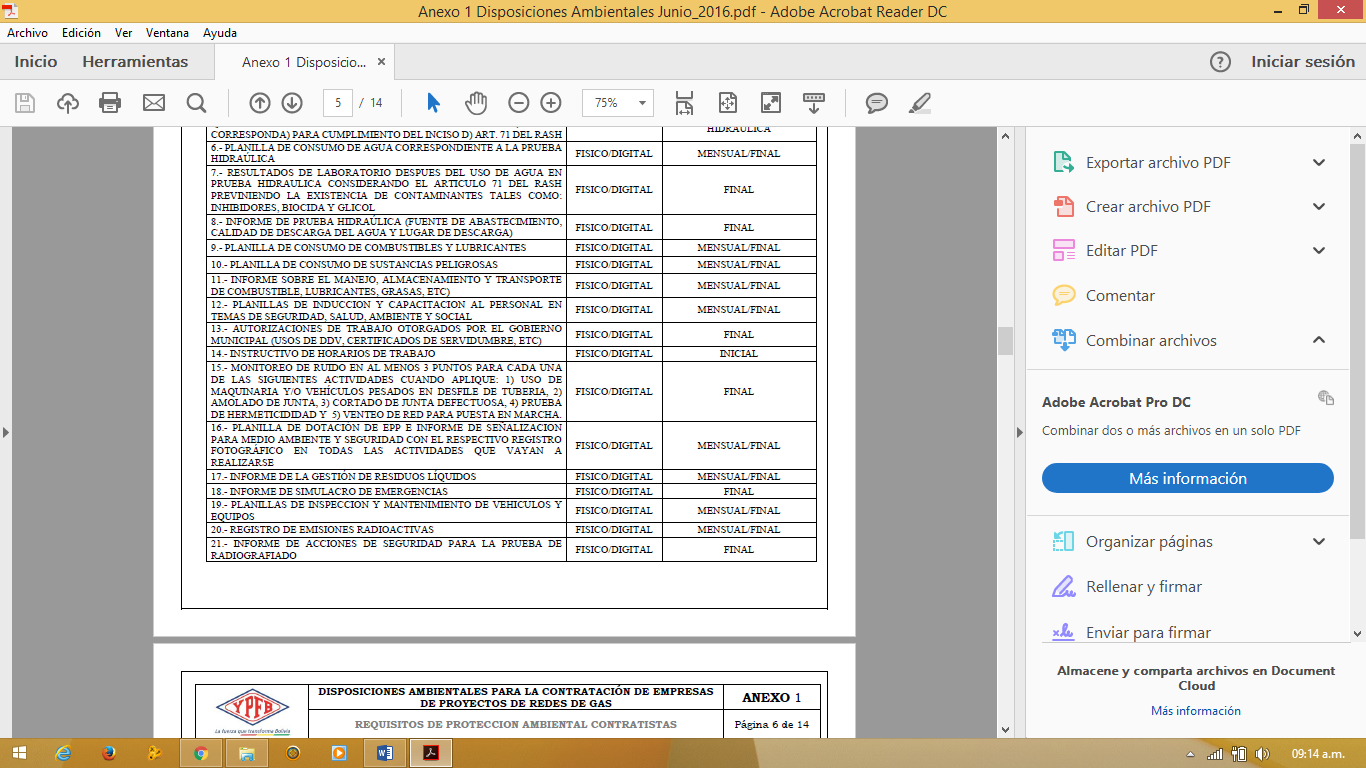 Anexo 1 Disposiciones Ambientales Junio_2016.pdf - Adobe Acrobat Reader DC
Archivo Edición Ver Ventana Ayuda
Inicio Herramientas Anexo 1 Disposicio... × Iniciar sesión
5 / 14 75%
CORRESPONDA) PARA CUMPLIMIENTO DEL INCISO D) ART. 71 DEL RASH HIDRAULICA
6.- PLANILLA DE CONSUMO DE AGUA CORRESPONDIENTE A LA PRUEBA
HIDRAÚLICA FISICO/DIGITAL MENSUAL/FINAL
7.- RESULTADOS DE LABORATORIO DESPUES DEL USO DE AGUA EN
PRUEBA HIDRAULICA CONSIDERANDO EL ARTICULO 71 DEL RASH
PREVINIENDO LA EXISTENCIA DE CONTAMINANTES TALES COMO:
INHIBIDORES, BIOCIDA Y GLICOL FISICO/DIGITAL FINAL
8.- INFORME DE PRUEBA HIDRAÚLICA (FUENTE DE ABASTECIMIENTO,
CALIDAD DE DESCARGA DEL AGUA Y LUGAR DE DESCARGA) FISICO/DIGITAL FINAL
9.- PLANILLA DE CONSUMO DE COMBUSTIBLES Y LUBRICANTES FISICO/DIGITAL MENSUAL/FINAL
10.- PLANILLA DE CONSUMO DE SUSTANCIAS PELIGROSAS FISICO/DIGITAL MENSUAL/FINAL
11.- INFORME SOBRE EL MANEJO, ALMACENAMIENTO Y TRANSPORTE
DE COMBUSTIBLE, LUBRICANTES, GRASAS, ETC) FISICO/DIGITAL MENSUAL/FINAL
12.- PLANILLAS DE INDUCCION Y CAPACITACION AL PERSONAL EN
TEMAS DE SEGURIDAD, SALUD, AMBIENTE Y SOCIAL FISICO/DIGITAL MENSUAL/FINAL
13.- AUTORIZACIONES DE TRABAJO OTORGADOS POR EL GOBIERNO
MUNICIPAL (USOS DE DDV, CERTIFICADOS DE SERVIDUMBRE, ETC) FISICO/DIGITAL FINAL
14.- INSTRUCTIVO DE HORARIOS DE TRABAJO FISICO/DIGITAL INICIAL
15.- MONITOREO DE RUIDO EN AL MENOS 3 PUNTOS PARA CADA UNA
DE LAS SIGUIENTES ACTIVIDADES CUANDO APLIQUE: 1) USO DE
MAQUINARIA Y/O VEHÍCULOS PESADOS EN DESFILE DE TUBERIA, 2)
AMOLADO DE JUNTA, 3) CORTADO DE JUNTA DEFECTUOSA, 4) PRUEBA
DE HERMETICIDIDAD Y 5) VENTEO DE RED PARA PUESTA EN MARCHA. FISICO/DIGITAL FINAL
16.- PLANILLA DE DOTACIÓN DE EPP E INFORME DE SEÑALIZACION
PARA MEDIO AMBIENTE Y SEGURIDAD CON EL RESPECTIVO REGISTRO
FOTOGRÁFICO EN TODAS LAS ACTIVIDADES QUE VAYAN A
REALIZARSE FISICO/DIGITAL MENSUAL/FINAL
17.- INFORME DE LA GESTIÓN DE RESIDUOS LÍQUIDOS FISICO/DIGITAL MENSUAL/FINAL
18.- INFORME DE SIMULACRO DE EMERGENCIAS FISICO/DIGITAL FINAL
19.- PLANILLAS DE INSPECCION Y MANTENIMIENTO DE VEHICULOS Y
EQUIPOS FISICO/DIGITAL MENSUAL/FINAL
20.- REGISTRO DE EMISIONES RADIOACTIVAS FISICO/DIGITAL MENSUAL/FINAL
21.- INFORME DE ACCIONES DE SEGURIDAD PARA LA PRUEBA DE
RADIOGRAFIADO FISICO/DIGITAL FINAL
YPFB
La fuerza que transforma Bolivia
DISPOSICIONES AMBIENTALES PARA LA CONTRATACIÓN DE EMPRESAS
DE PROYECTOS DE REDES DE GAS
ANEXO 1
REQUISITOS DE PROTECCION AMBIENTAL CONTRATISTAS
Página 6 de 14
Exportar archivo PDF
Crear archivo PDF
Editar PDF
Comentar
Combinar archivos
Adobe Acrobat Pro DC
Combinar dos o más archivos en un solo PDF
Más información
Organizar páginas
Rellenar y firmar
Enviar para firmar
Almacene y comparta archivos en Document
Cloud
Más información
09:14 a.m.